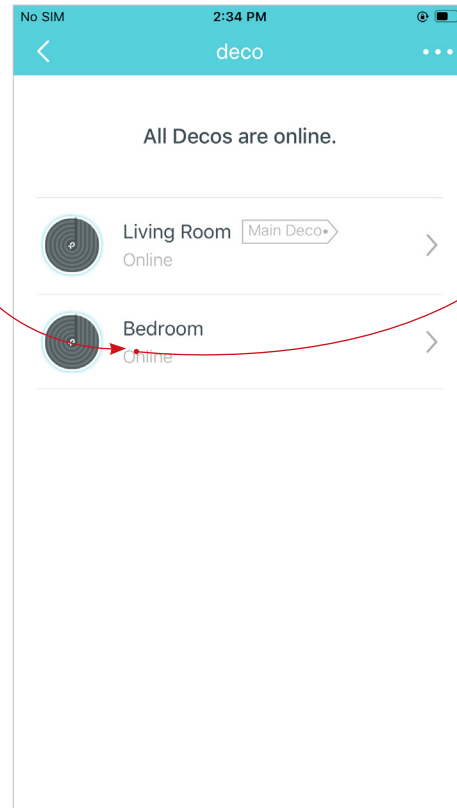 No SIM 2:34 PM
deco
All Decos are online.
Living Room Main Deco
Online
Bedroom
Online